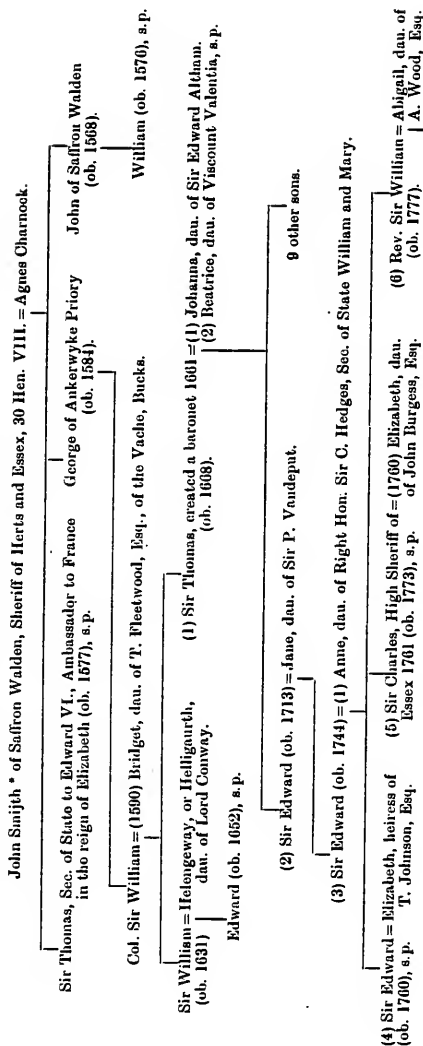 John Smijth * of Saffron Walden, Sheriff of Herts and Essex, 30 Hen. VIII. = Agnes Charnock.
Sir Thomas, Sec. of State to Edward VI., Ambassador to France
in the reign of Elizabeth (ob. 1577), s.p.
George of Ankerwyke Priory
(ob. 1584).
John of Saffron Walden
(ob. 1568).
William (ob. 1576), s.p.
Col. Sir William = (1590) Bridget, dau. of T. Fleetwood, Esq., of the Vache, Bucks.
Sir William = Helengeway, or Helligaurth,
(ob. 1631) dau. of Lord Conway.
Edward (ob. 1652), s.p.
(1) Sir Thomas, created a baronet 1661 = (1) Johanna, dau. of Sir Edward Altham.
(ob. 1668). (2) Beatrice, dau. of Viscount Valentia, s.p.
(2) Sir Edward (ob. 1713) = Jane, dau. of Sir P. Vandeput.
9 other sons.
(3) Sir Edward (ob. 1744) = (1) Anne, dau. of Right Hon. Sir C. Hedges, Sec. of State William and Mary.
(4) Sir Edward = Elizabeth, heiress of
(ob. 1760), s.p. T. Johnson, Esq.
(5) Sir Charles, High Sheriff of = (1760) Elizabeth, dau.
Essex 1761 (ob. 1773), s.p. of John Burgess, Esq.
(6) Rev. Sir William = Abigail, dau. of
(ob. 1777). A. Wood, Esq.